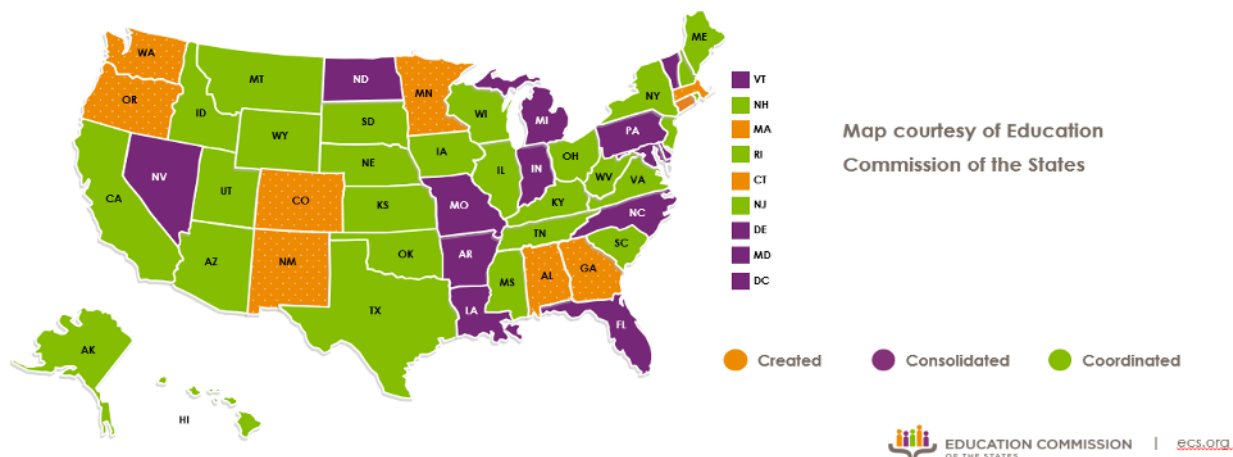 WA
OR
CA
NV
ID
MT
WY
UT
AZ
CO
NM
ND
SD
NE
KS
OK
TX
MN
IA
MO
AR
LA
WI
IL
MS
MI
IN
OH
KY
TN
AL
GA
FL
SC
NC
VA
WV
PA
NY
ME
AK
HI
VT
NH
MA
RI
CT
NJ
DE
MD
DC
Map courtesy of Education
Commission of the States
Created
Consolidated
Coordinated
EDUCATION COMMISSION | ecs.org
OF THE STATES